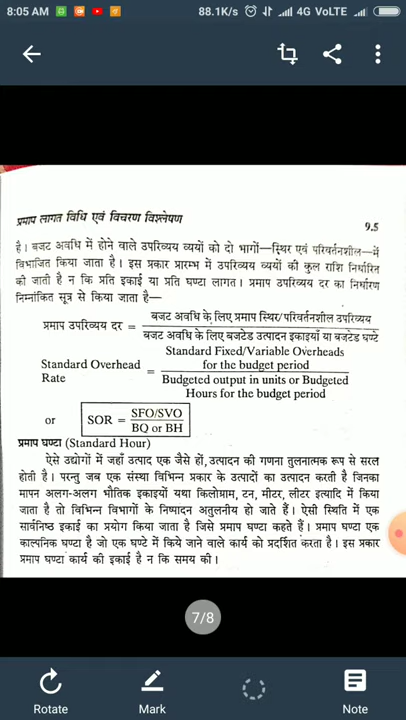 8:05 AM 88.1K/s 4G VoLTE
प्रमाप लागत विधि एवं विचरण विश्लेषण 9.5
है। बजट अवधि में होने वाले उपरिव्यय व्ययों को दो भागों—स्थिर एवं परिवर्तनशील—में
विभाजित किया जाता है। इस प्रकार प्रारम्भ में उपरिव्यय व्ययों की कुल राशि निर्धारित
की जाती है न कि प्रति इकाई या प्रति घण्टा लागत। प्रमाप उपरिव्यय दर का निर्धारण
निम्नांकित सूत्र से किया जाता है—
प्रमाप उपरिव्यय दर = बजट अवधि के लिए प्रमाप स्थिर/परिवर्तनशील उपरिव्यय
बजट अवधि के लिए बजटेड उत्पादन इकाइयाँ या बजटेड घण्टे
Standard Fixed/Variable Overheads
Standard Overhead for the budget period
Rate = Budgeted output in units or Budgeted
Hours for the budget period
or SOR = SFO/SVO
BQ or BH
प्रमाप घण्टा (Standard Hour)
ऐसे उद्योगों में जहाँ उत्पाद एक जैसे हों, उत्पादन की गणना तुलनात्मक रूप से सरल
होती है। परन्तु जब एक संस्था विभिन्न प्रकार के उत्पादों का उत्पादन करती है जिनका
मापन अलग-अलग भौतिक इकाइयों यथा किलोग्राम, टन, मीटर, लीटर इत्यादि में किया
जाता है तो विभिन्न विभागों के निष्पादन अतुलनीय हो जाते हैं। ऐसी स्थिति में एक
सार्वनिष्ठ इकाई का प्रयोग किया जाता है जिसे प्रमाप घण्टा कहते हैं। प्रमाप घण्टा एक
काल्पनिक घण्टा है जो एक घण्टे में किये जाने वाले कार्य को प्रदर्शित करता है। इस प्रकार
प्रमाप घण्टा कार्य की इकाई है न कि समय की।
7/8
Rotate Mark Note